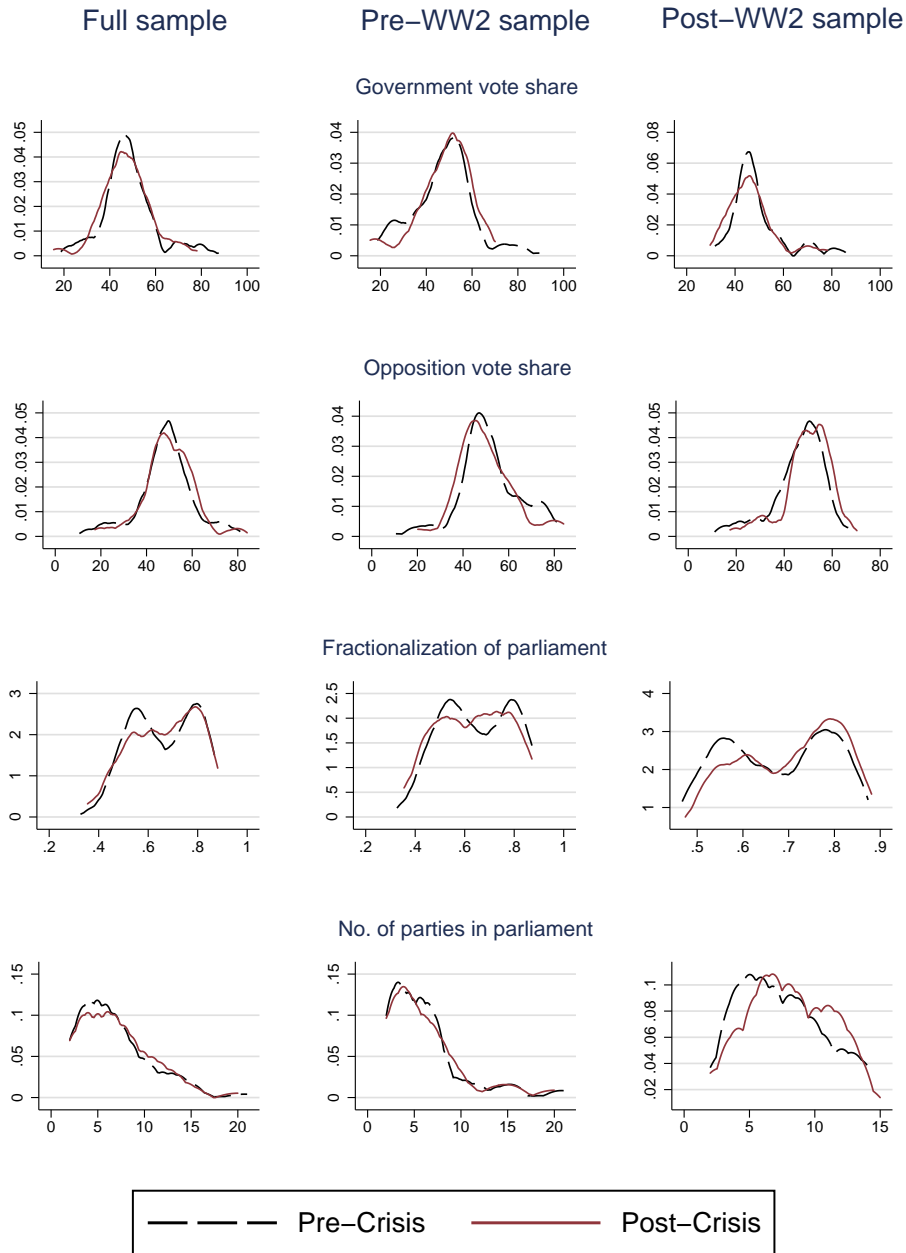 Full sample Pre−WW2 sample Post−WW2 sample
Government vote share
0 .01 .02 .03 .04 .05
20 40 60 80 100
0 .01 .02 .03 .04
20 40 60 80 100
0 .02 .04 .06 .08
20 40 60 80 100
Opposition vote share
0 .01 .02 .03 .04 .05
0 20 40 60 80
0 .01 .02 .03 .04
0 20 40 60 80
0 .01 .02 .03 .04 .05
0 20 40 60 80
Fractionalization of parliament
0 1 2 3
.2 .4 .6 .8 1
0 .5 1 1.5 2 2.5
.2 .4 .6 .8 1
1 2 3 4
.5 .6 .7 .8 .9
No. of parties in parliament
0 .05 .1 .15
0 5 10 15 20
0 .05 .1 .15
0 5 10 15 20
.02 .04 .06 .08 .1
0 5 10 15
Pre−Crisis Post−Crisis